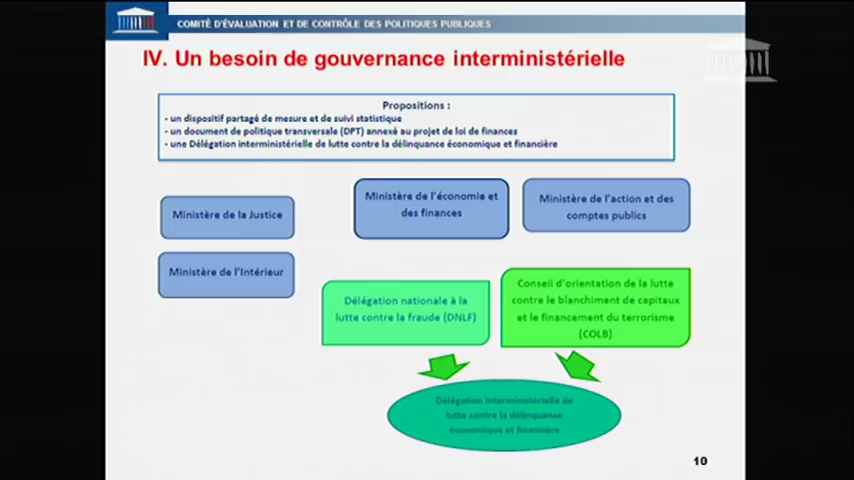 COMITÉ D'ÉVALUATION ET DE CONTRÔLE DES POLITIQUES PUBLIQUES
IV. Un besoin de gouvernance interministérielle
Propositions :
- un dispositif partagé de mesure et de suivi statistique
- un document de politique transversale (DPT) annexé au projet de loi de finances
- une Délégation interministérielle de lutte contre la délinquance économique et financière
Ministère de la Justice
Ministère de l'économie et
des finances
Ministère de l'action et des
comptes publics
Ministère de l'Intérieur
Délégation nationale à la
lutte contre la fraude (DNLF)
Conseil d'orientation de la lutte
contre le blanchiment de capitaux
et le financement du terrorisme
(COLB)
Délégation interministérielle de
lutte contre la délinquance
économique et financière
10